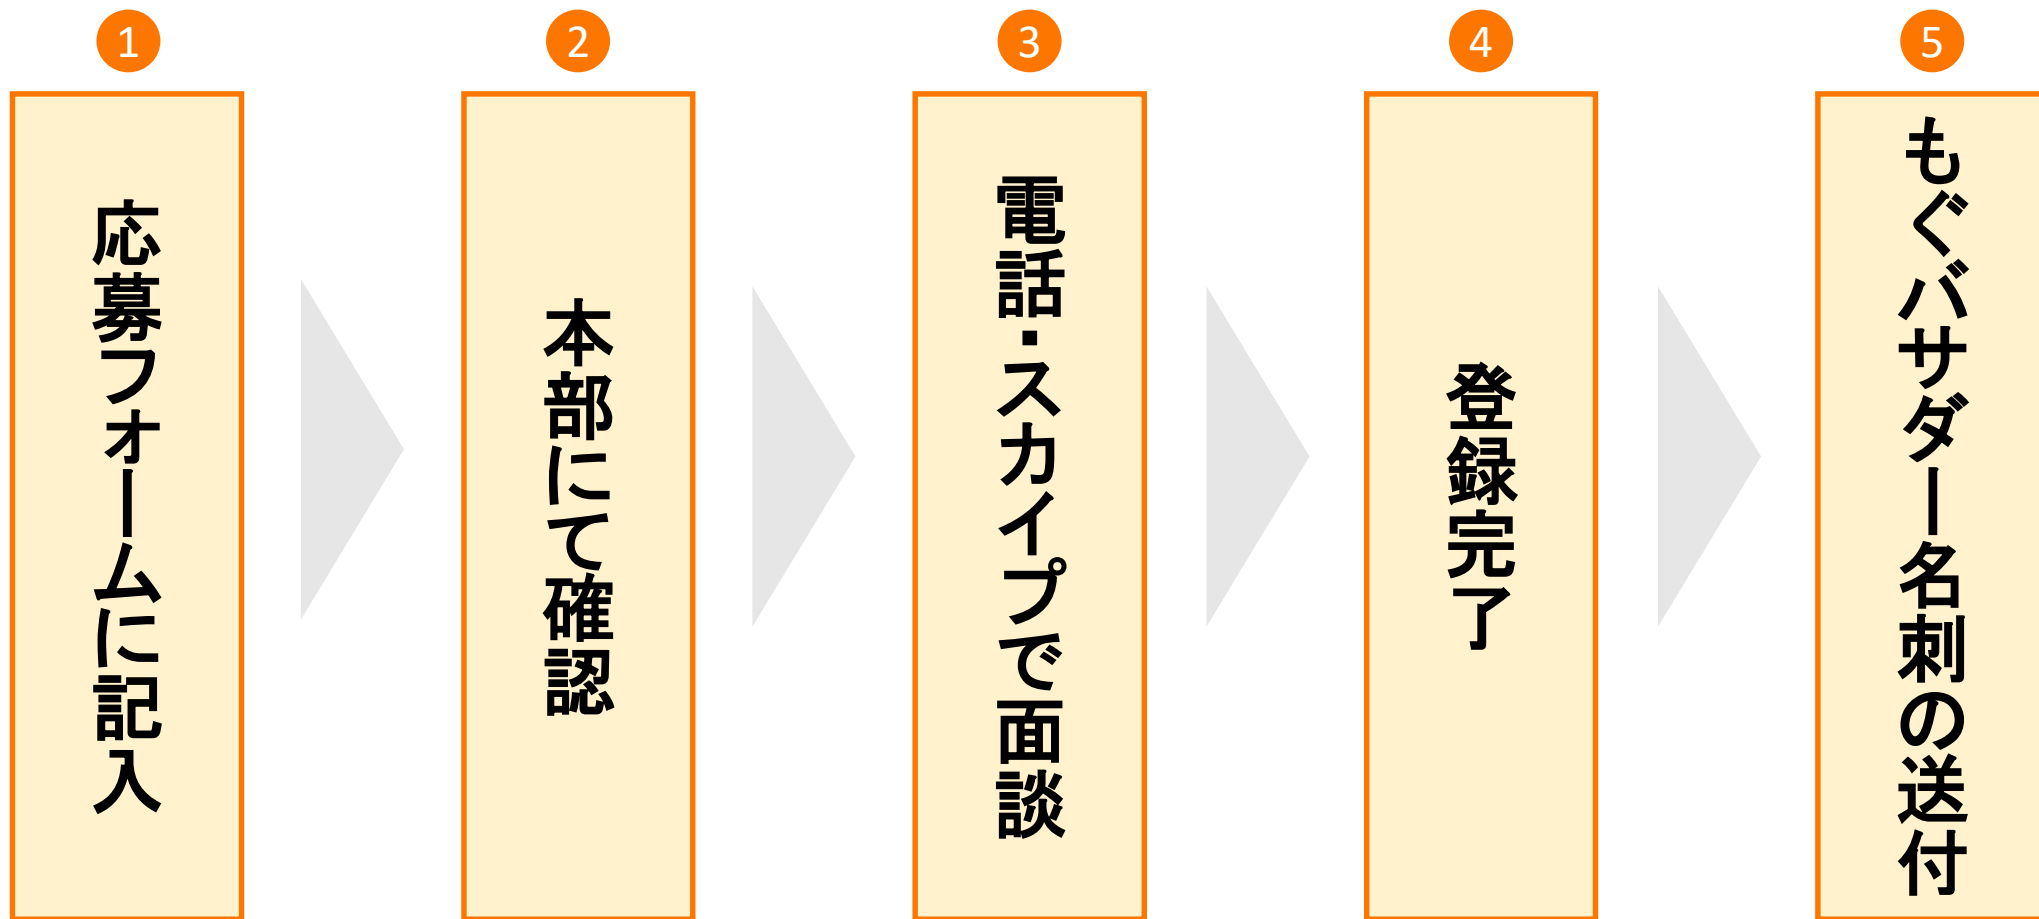 1
応募フォームに記入
2
本部にて確認
3
電話・スカイプで面談
4
登録完了
5
もぐバサダー名刺の送付